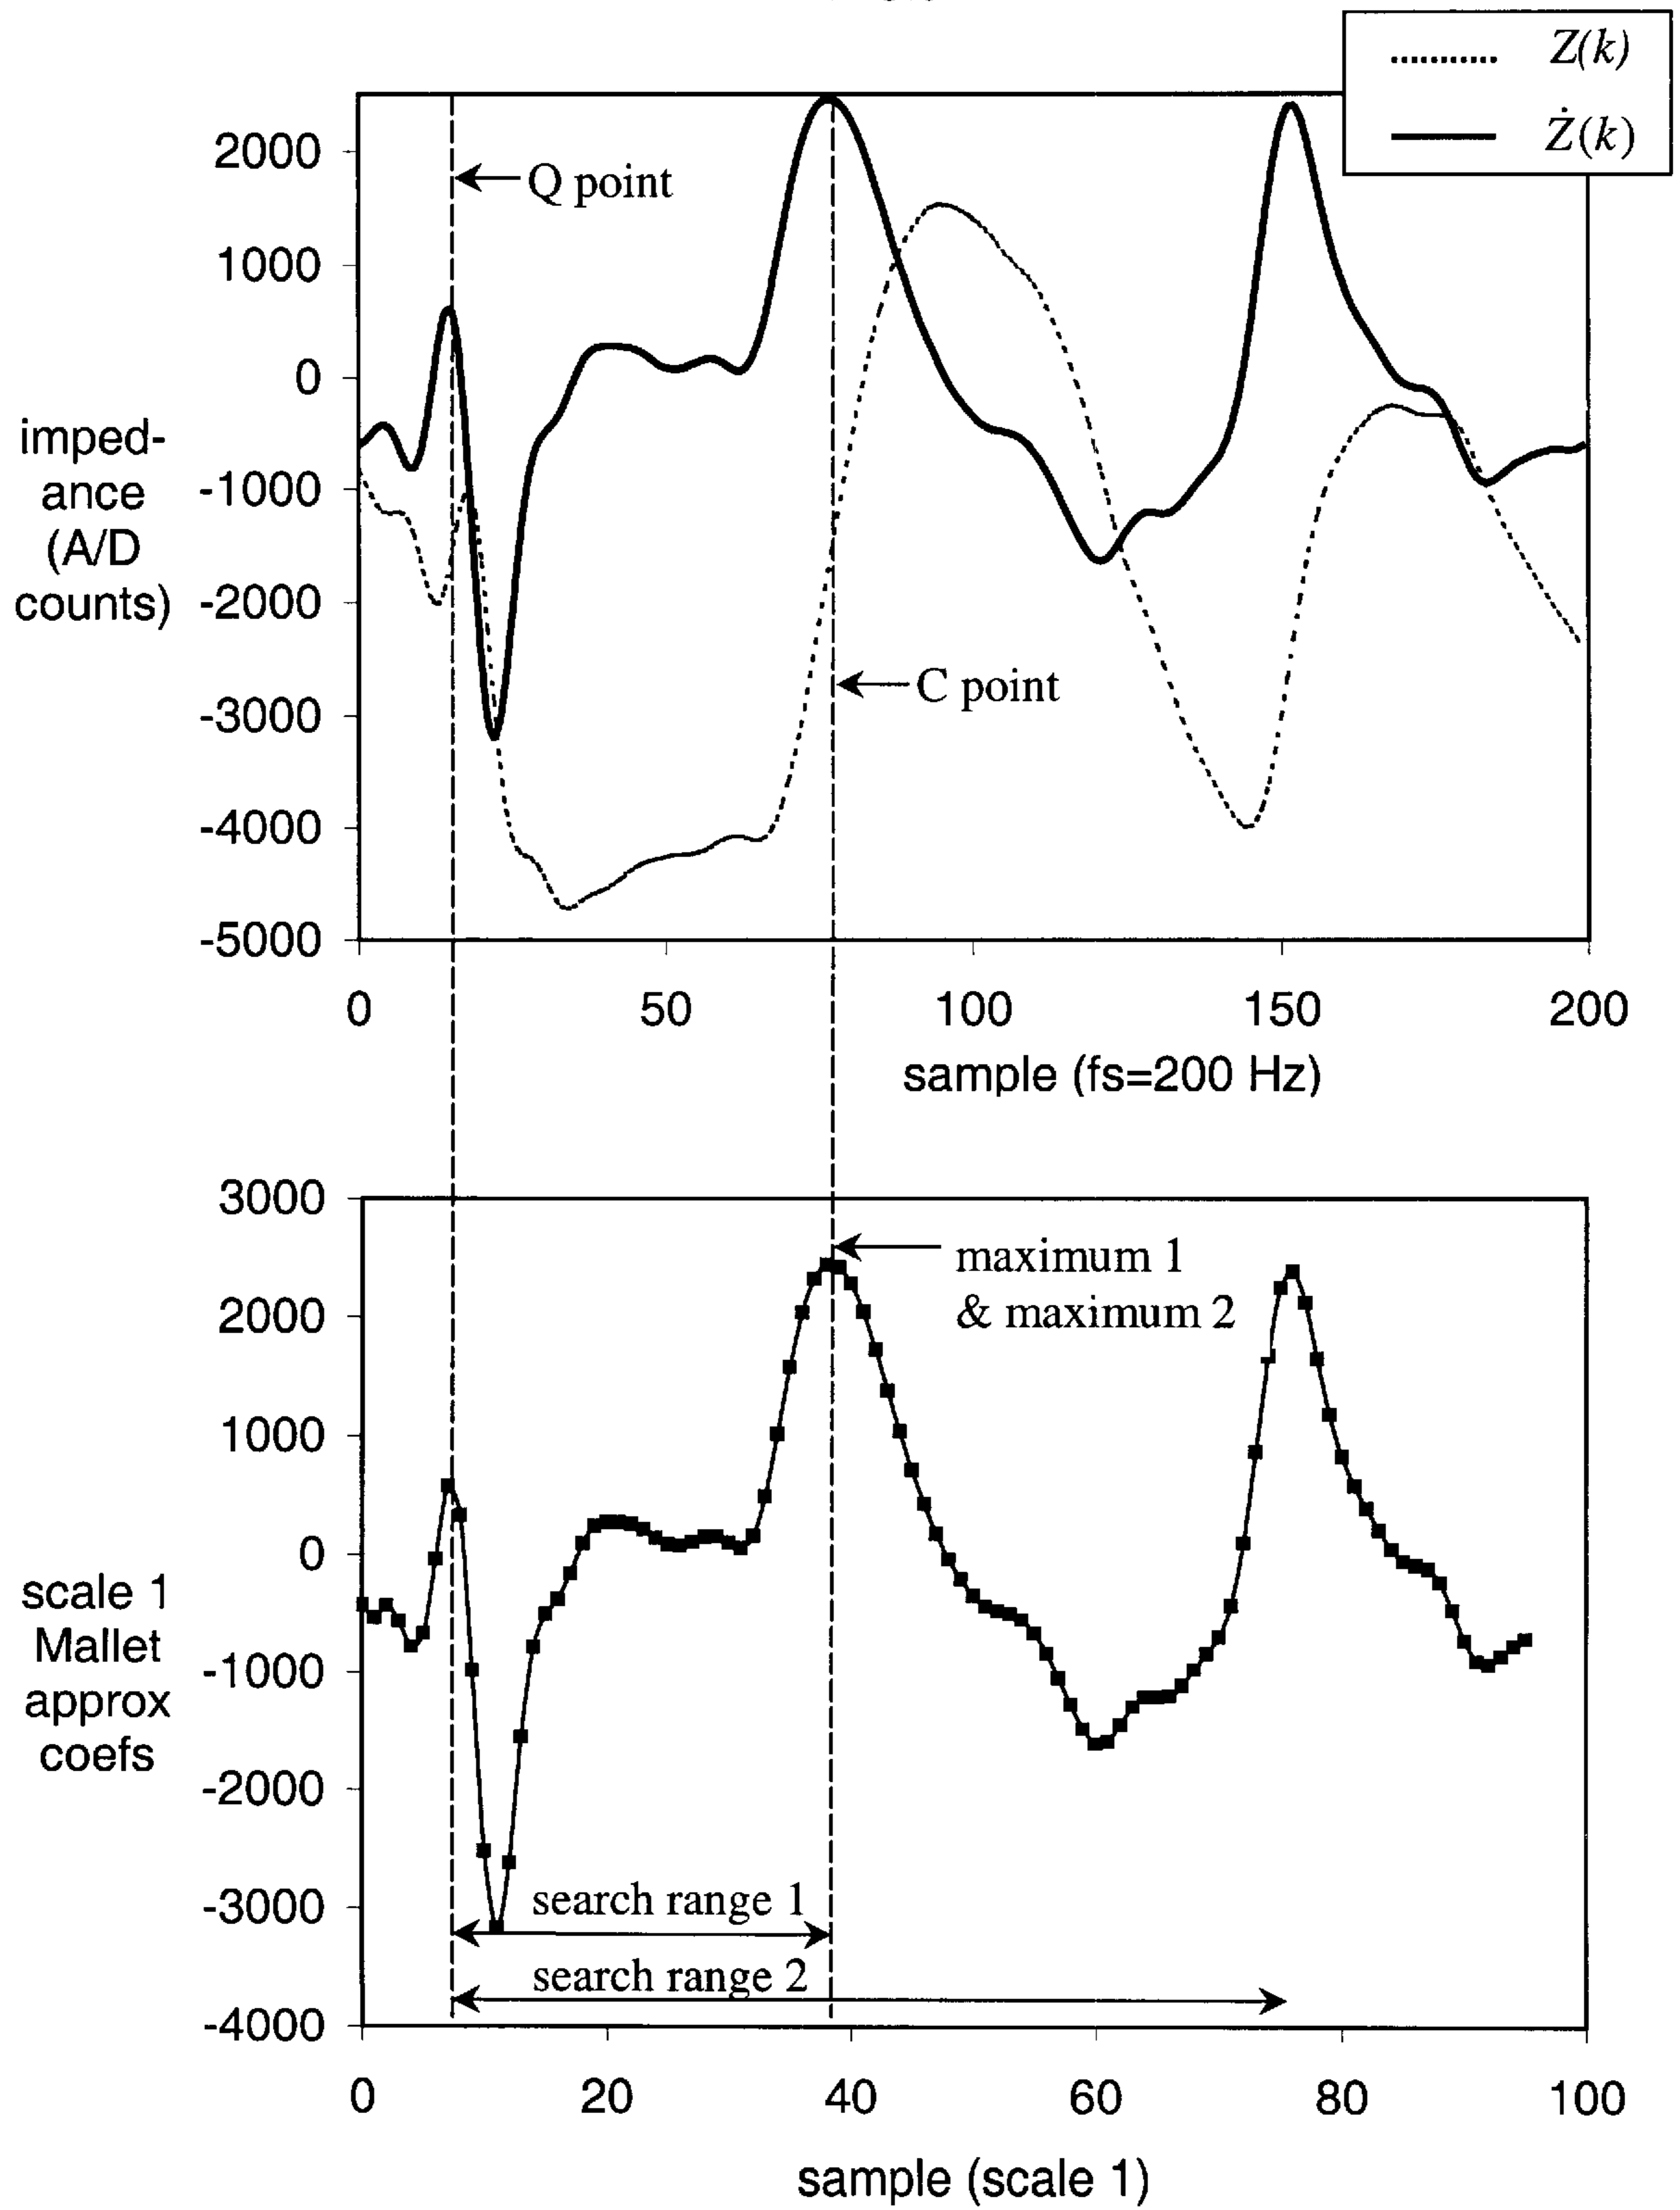 Z(k)
Ż(k)
2000
1000
0
-1000
-2000
-3000
-4000
-5000
imped-
ance
(A/D
counts)
Q point
C point
0 50 100 150 200
sample (fs=200 Hz)
3000
2000
1000
0
-1000
-2000
-3000
-4000
scale 1
Mallet
approx
coefs
maximum 1
& maximum 2
search range 1
search range 2
0 20 40 60 80 100
sample (scale 1)